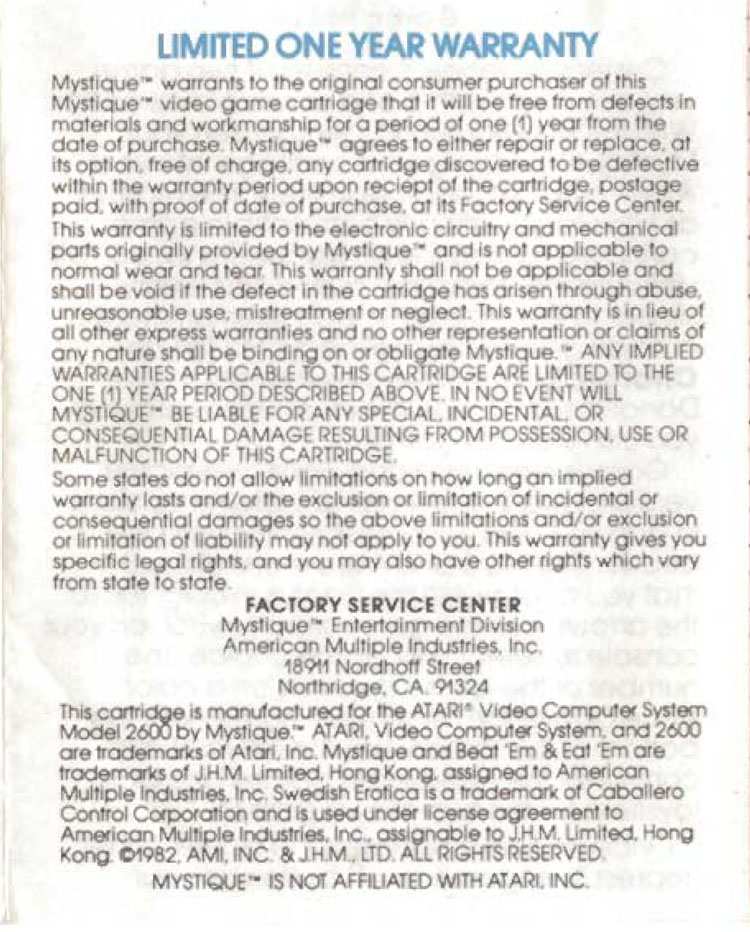 LIMITED ONE YEAR WARRANTY
Mystique™ warrants to the original consumer purchaser of this
Mystique™ video game cartriage that it will be free from defects in
materials and workmanship for a period of one (1) year from the
date of purchase. Mystique™ agrees to either repair or replace, at
its option, free of charge, any cartridge discovered to be defective
within the warranty period upon reciept of the cartridge, postage
paid, with proof of date of purchase, at its Factory Service Center.
This warranty is limited to the electronic circuitry and mechanical
parts originally provided by Mystique™ and is not applicable to
normal wear and tear. This warranty shall not be applicable and
shall be void if the defect in the cartridge has arisen through abuse,
unreasonable use, mistreatment or neglect. This warranty is in lieu of
all other express warranties and no other representation or claims of
any nature shall be binding on or obligate Mystique.™ ANY IMPLIED
WARRANTIES APPLICABLE TO THIS CARTRIDGE ARE LIMITED TO THE
ONE (1) YEAR PERIOD DESCRIBED ABOVE. IN NO EVENT WILL
MYSTIQUE™ BE LIABLE FOR ANY SPECIAL, INCIDENTAL, OR
CONSEQUENTIAL DAMAGE RESULTING FROM POSSESSION, USE OR
MALFUNCTION OF THIS CARTRIDGE.
Some states do not allow limitations on how long an implied
warranty lasts and/or the exclusion or limitation of incidental or
consequential damages so the above limitations and/or exclusion
or limitation of liability may not apply to you. This warranty gives you
specific legal rights, and you may also have other rights which vary
from state to state.
FACTORY SERVICE CENTER
Mystique™ Entertainment Division
American Multiple Industries, Inc.
18911 Nordhoff Street
Northridge, CA. 91324
This cartridge is manufactured for the ATARI® Video Computer System
Model 2600 by Mystique.™ ATARI, Video Computer System, and 2600
are trademarks of Atari, Inc. Mystique and Beat 'Em & Eat 'Em are
trademarks of J.H.M. Limited, Hong Kong, assigned to American
Multiple Industries, Inc. Swedish Erotica is a trademark of Caballero
Control Corporation and is used under license agreement to
American Multiple Industries, Inc., assignable to J.H.M. Limited, Hong
Kong. ©1982, AMI, INC. & J.H.M., LTD. ALL RIGHTS RESERVED.
MYSTIQUE™ IS NOT AFFILIATED WITH ATARI, INC.